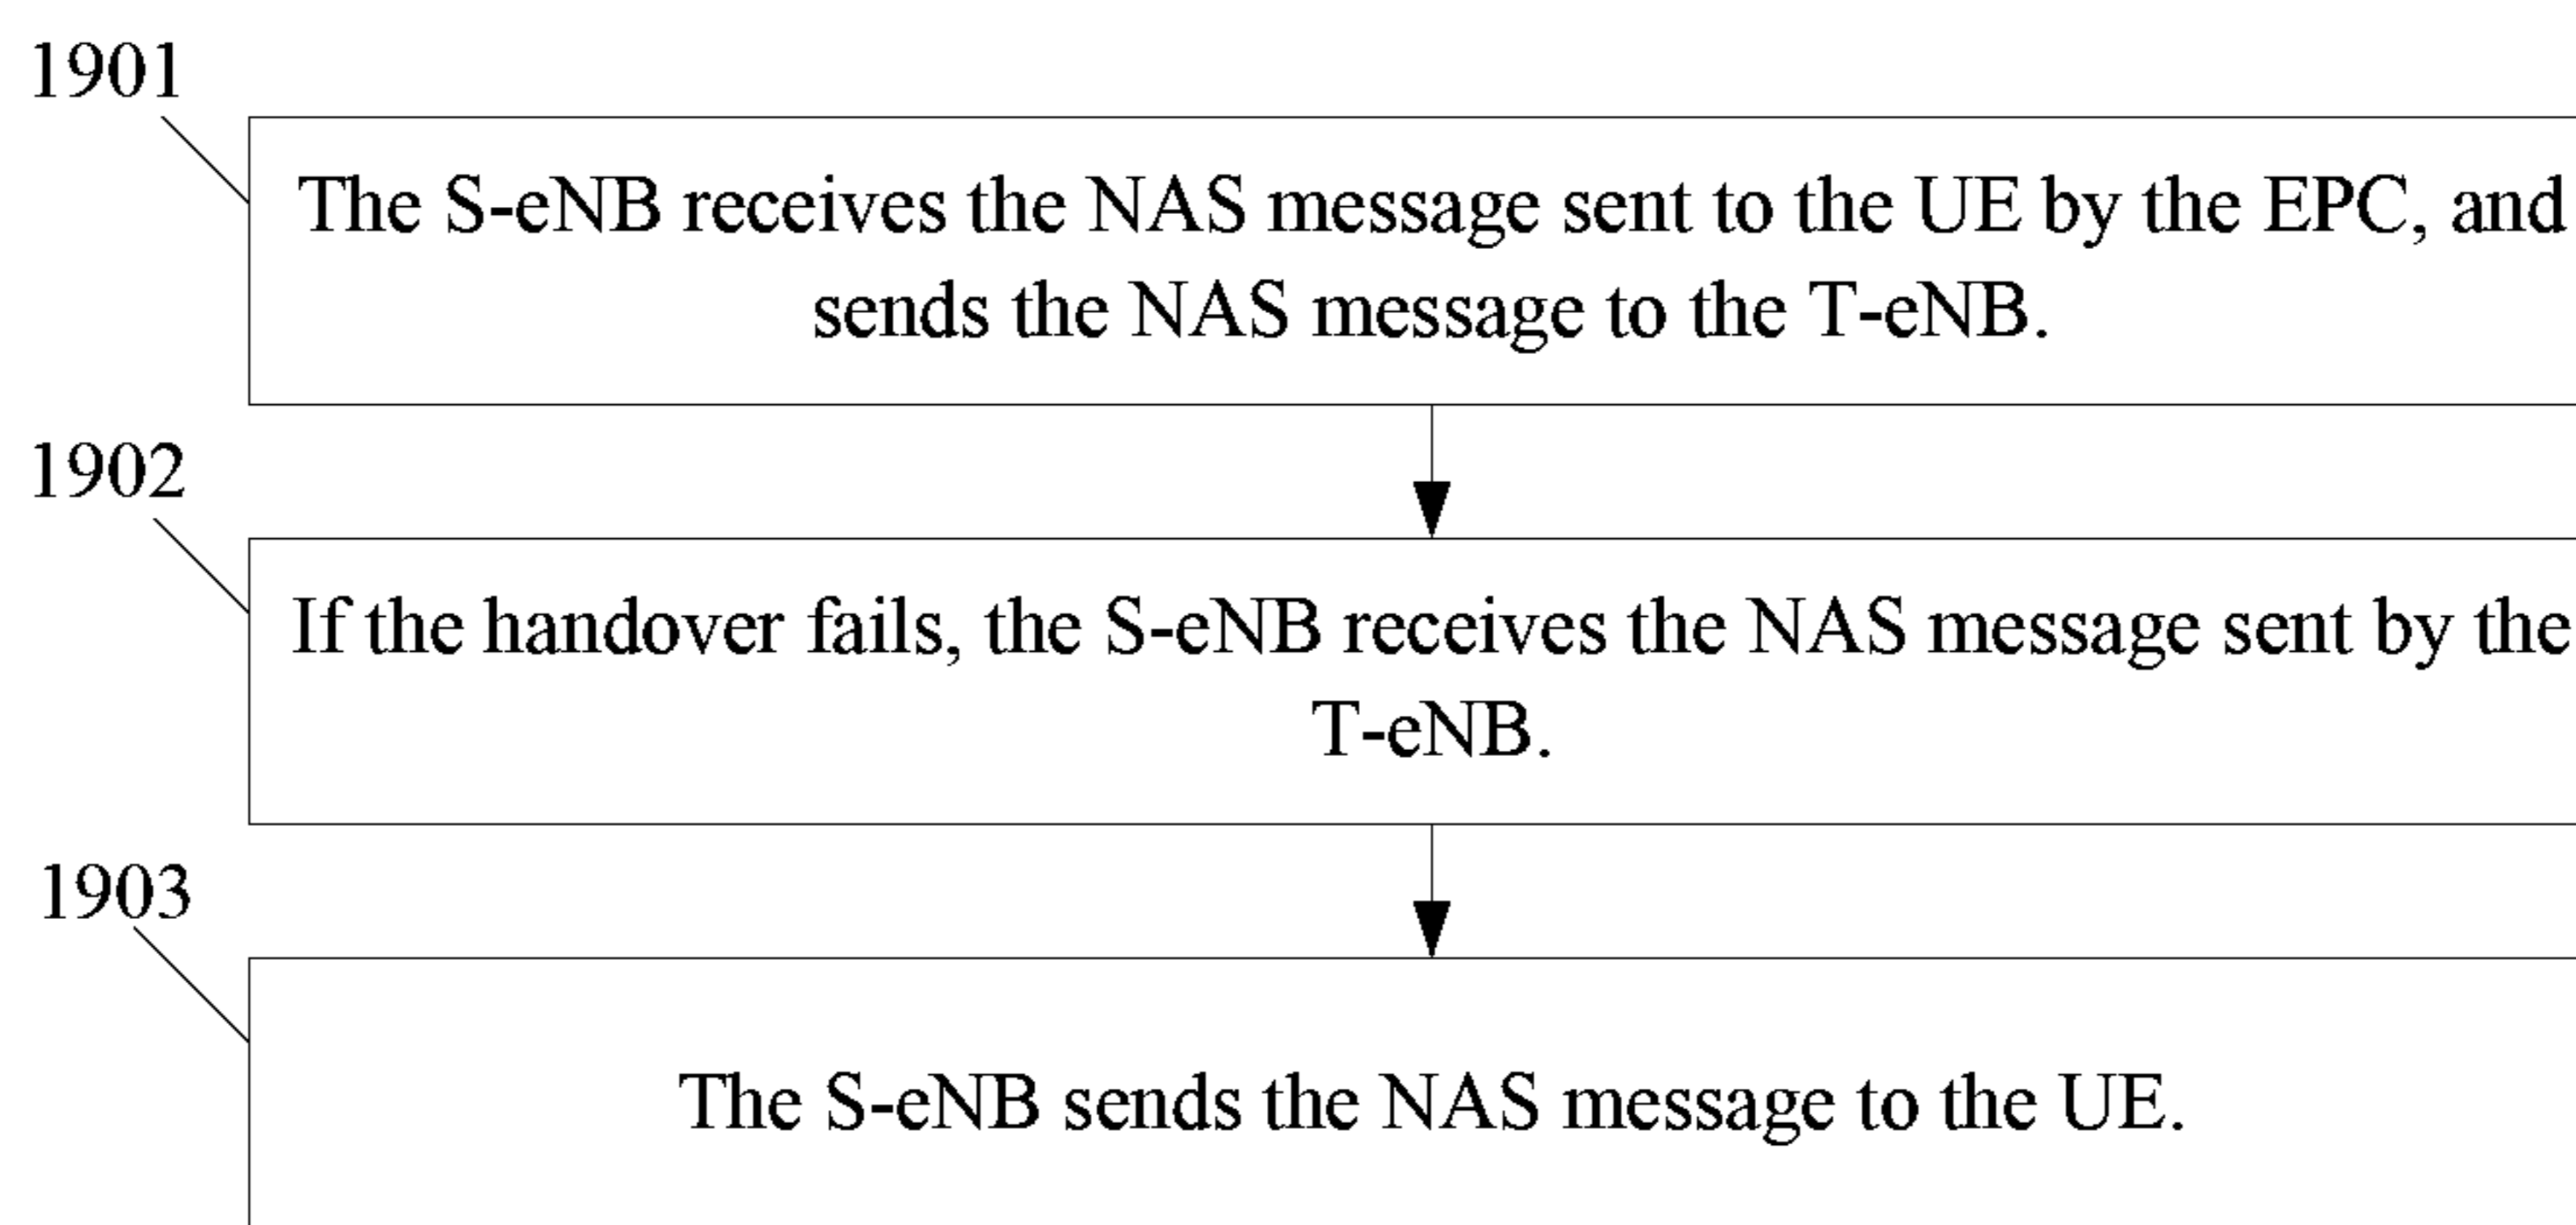 1901
The S-eNB receives the NAS message sent to the UE by the EPC, and
sends the NAS message to the T-eNB.
1902
If the handover fails, the S-eNB receives the NAS message sent by the
T-eNB.
1903
The S-eNB sends the NAS message to the UE.